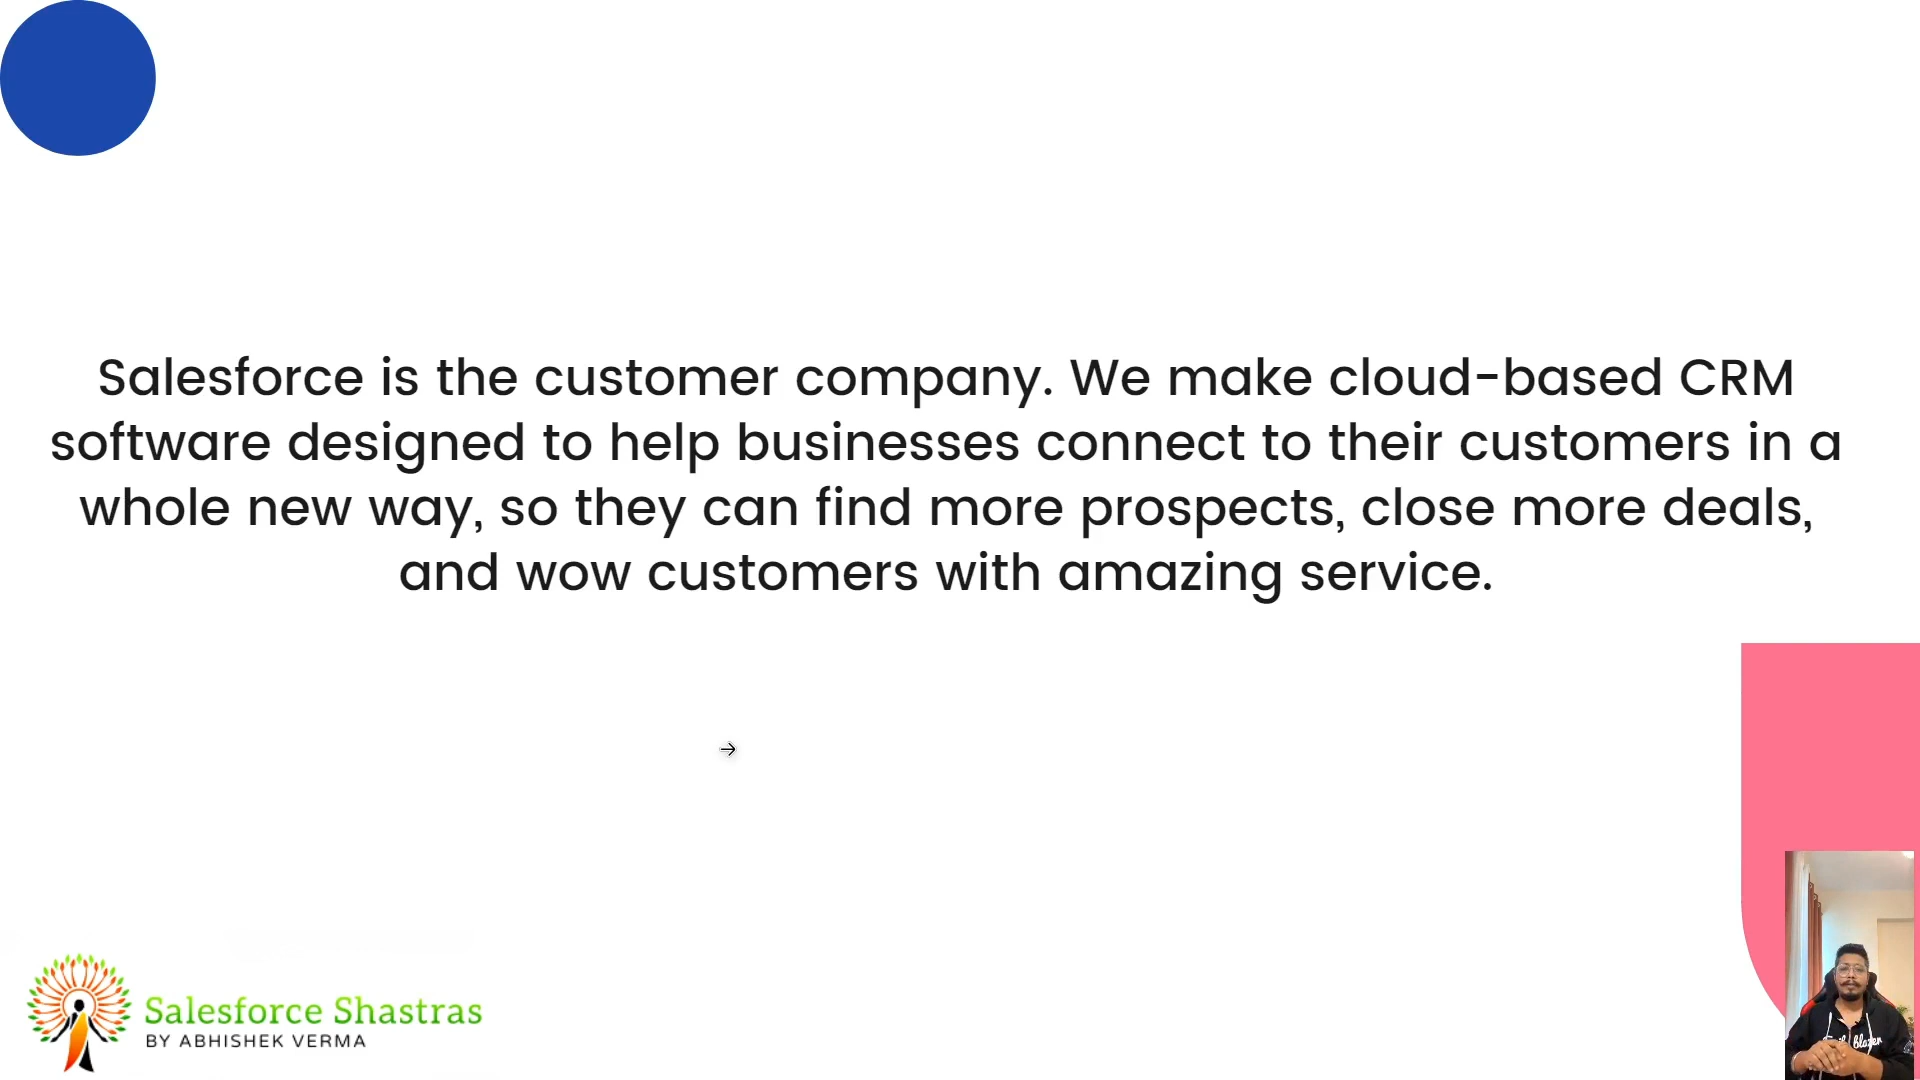 Salesforce is the customer company. We make cloud-based CRM
software designed to help businesses connect to their customers in a
whole new way, so they can find more prospects, close more deals,
and wow customers with amazing service.
Salesforce Shastras
BY ABHISHEK VERMA
blazer